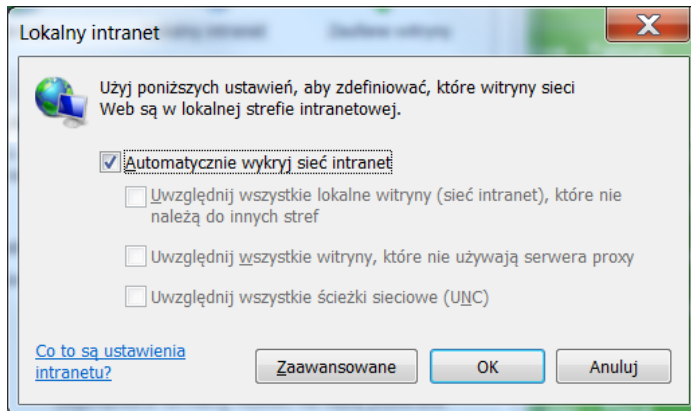 Lokalny intranet
Użyj poniższych ustawień, aby zdefiniować, które witryny sieci
Web są w lokalnej strefie intranetowej.
Automatycznie wykryj sieć intranet
Uwzględnij wszystkie lokalne witryny (sieć intranet), które nie
należą do innych stref
Uwzględnij wszystkie witryny, które nie używają serwera proxy
Uwzględnij wszystkie ścieżki sieciowe (UNC)
Co to są ustawienia
intranetu?
Zaawansowane
OK
Anuluj